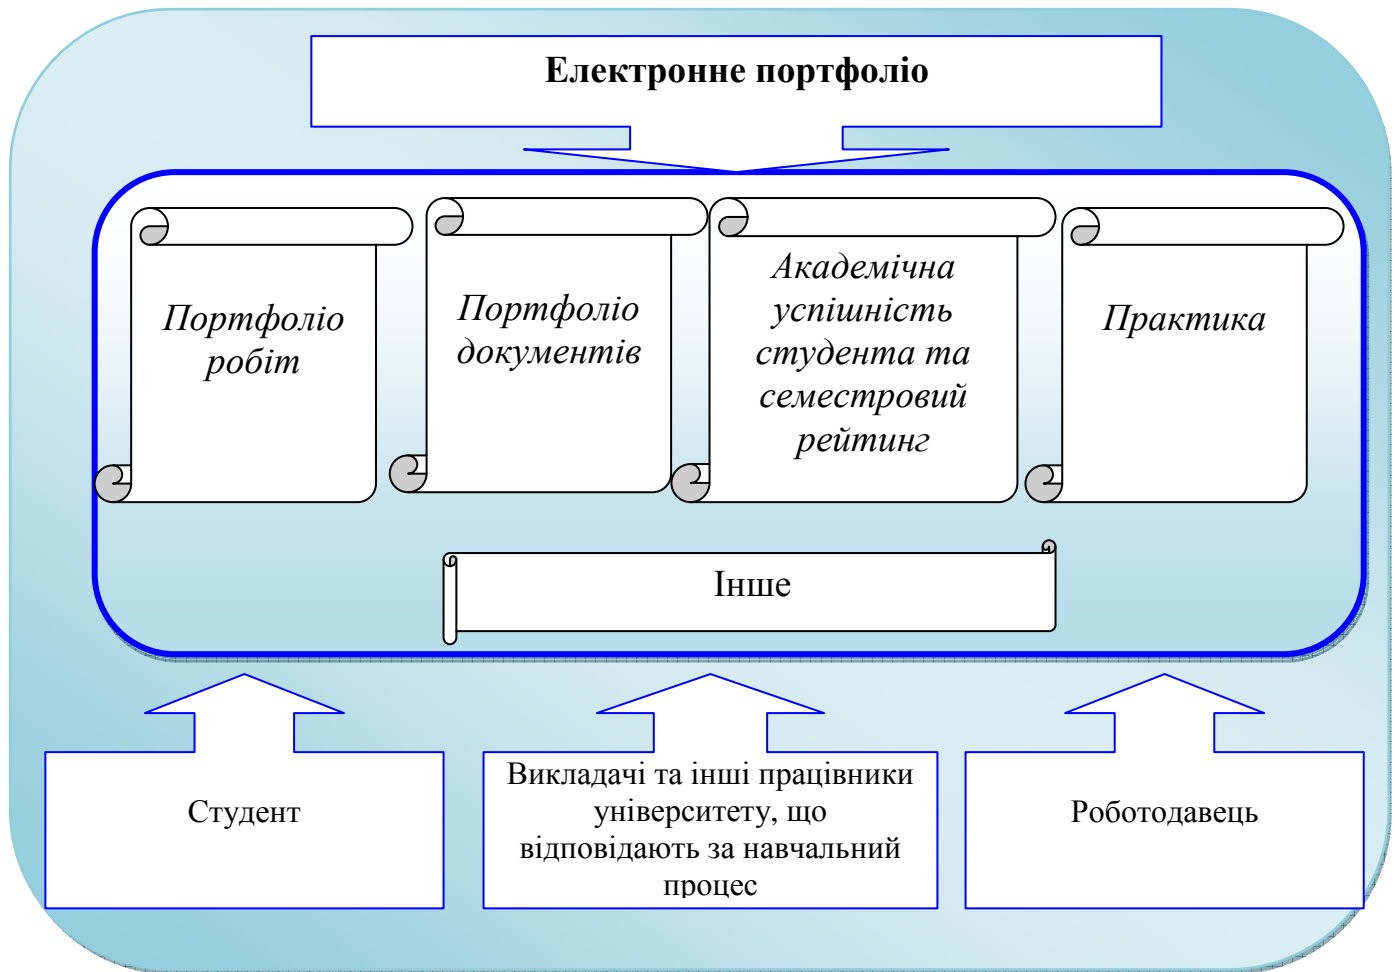 Електронне портфоліо
Портфоліо
робіт
Портфоліо
документів
Академічна
успішність
студента та
семестровий
рейтинг
Практика
Інше
Студент
Викладачі та інші працівники
університету, що
відповідають за навчальний
процес
Роботодавець